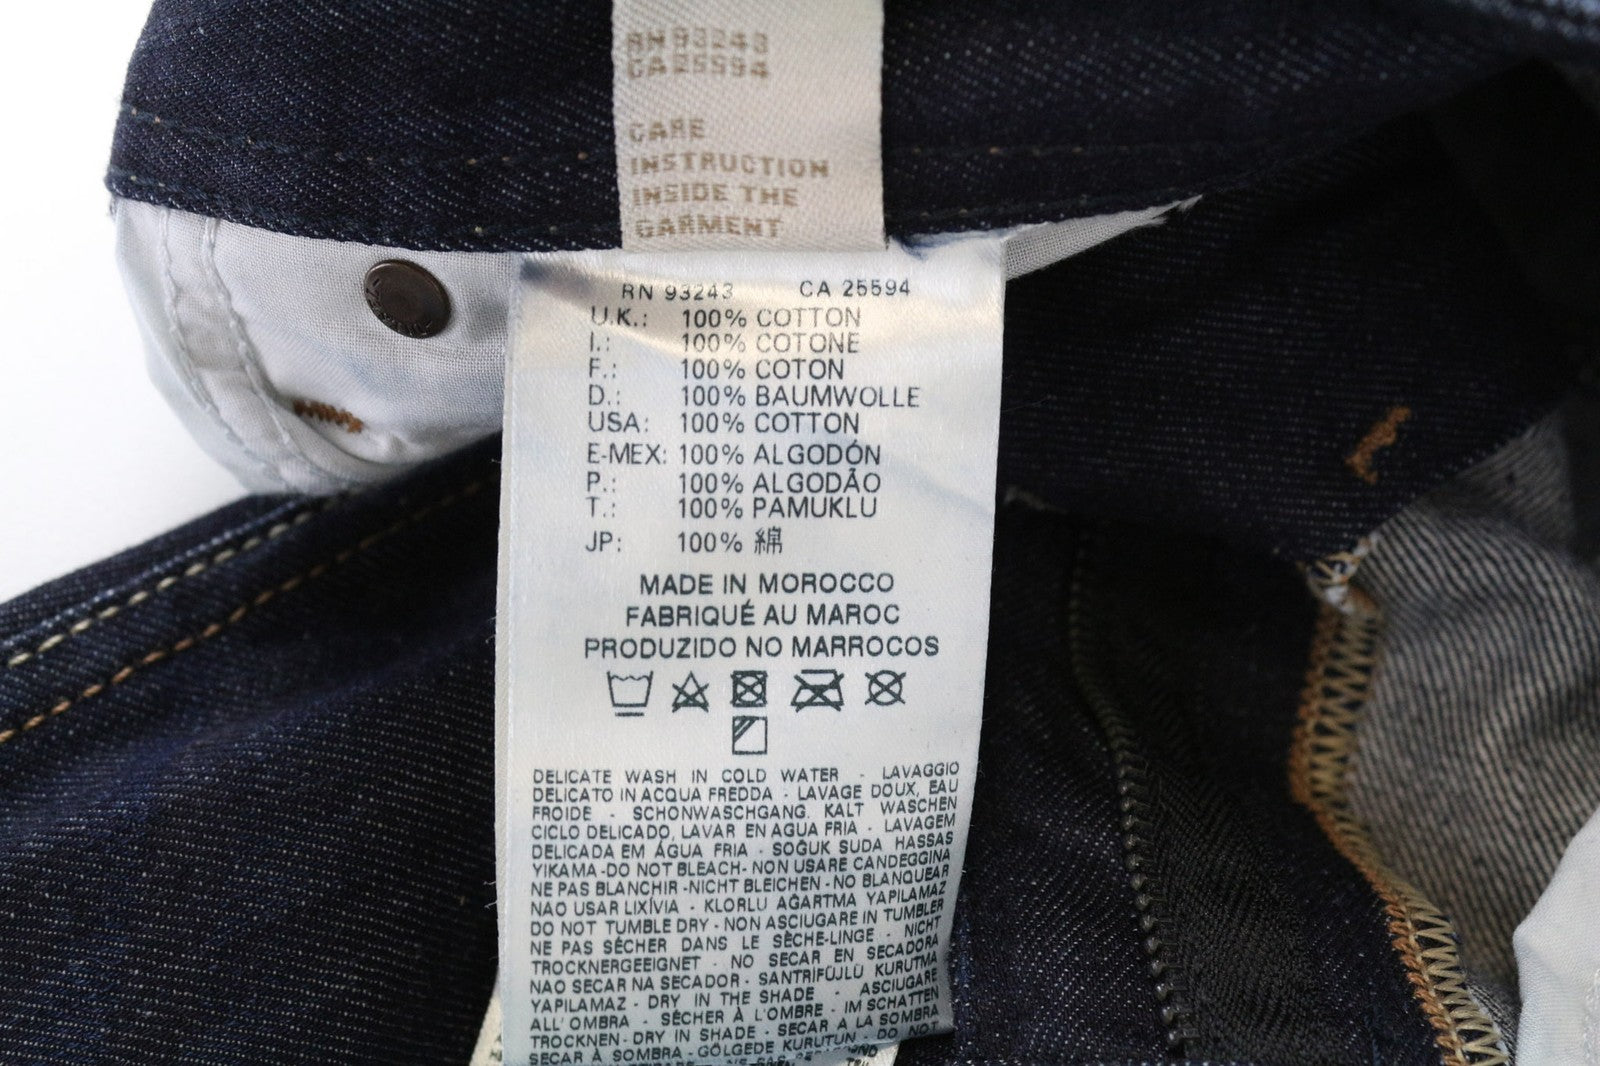 RN 93243
CA 25594
CARE
INSTRUCTION
INSIDE THE
GARMENT
RN 93243 CA 25594
U.K.: 100% COTTON
I.: 100% COTONE
F.: 100% COTON
D.: 100% BAUMWOLLE
USA: 100% COTTON
E-MEX: 100% ALGODÓN
P.: 100% ALGODÃO
T.: 100% PAMUKLU
JP: 100% 綿
MADE IN MOROCCO
FABRIQUÉ AU MAROC
PRODUZIDO NO MARROCOS
DELICATE WASH IN COLD WATER - LAVAGGIO
DELICATO IN ACQUA FREDDA - LAVAGE DOUX, EAU
FROIDE - SCHONWASCHGANG. KALT WASCHEN
CICLO DELICADO, LAVAR EN AGUA FRIA - LAVAGEM
DELICADA EM ÁGUA FRIA - SOĞUK SUDA HASSAS
YIKAMA -DO NOT BLEACH- NON USARE CANDEGGINA
NE PAS BLANCHIR -NICHT BLEICHEN - NO BLANQUEAR
NAO USAR LIXÍVIA - KLORLU AĞARTMA YAPILAMAZ
DO NOT TUMBLE DRY - NON ASCIUGARE IN TUMBLER
NE PAS SÉCHER DANS LE SÈCHE-LINGE - NICHT
TROCKNERGEEIGNET - NO SECAR EN SECADORA
NAO SECAR NA SECADOR - SANTRİFÜJLÜ KURUTMA
YAPILAMAZ - DRY IN THE SHADE - ASCIUGARE
ALL'OMBRA - SÉCHER À L'OMBRE - IM SCHATTEN
TROCKNEN - DRY IN SHADE - SECAR A LA SOMBRA
SECAR À SOMBRA - GÖLGEDE KURUTUN - DO NOT